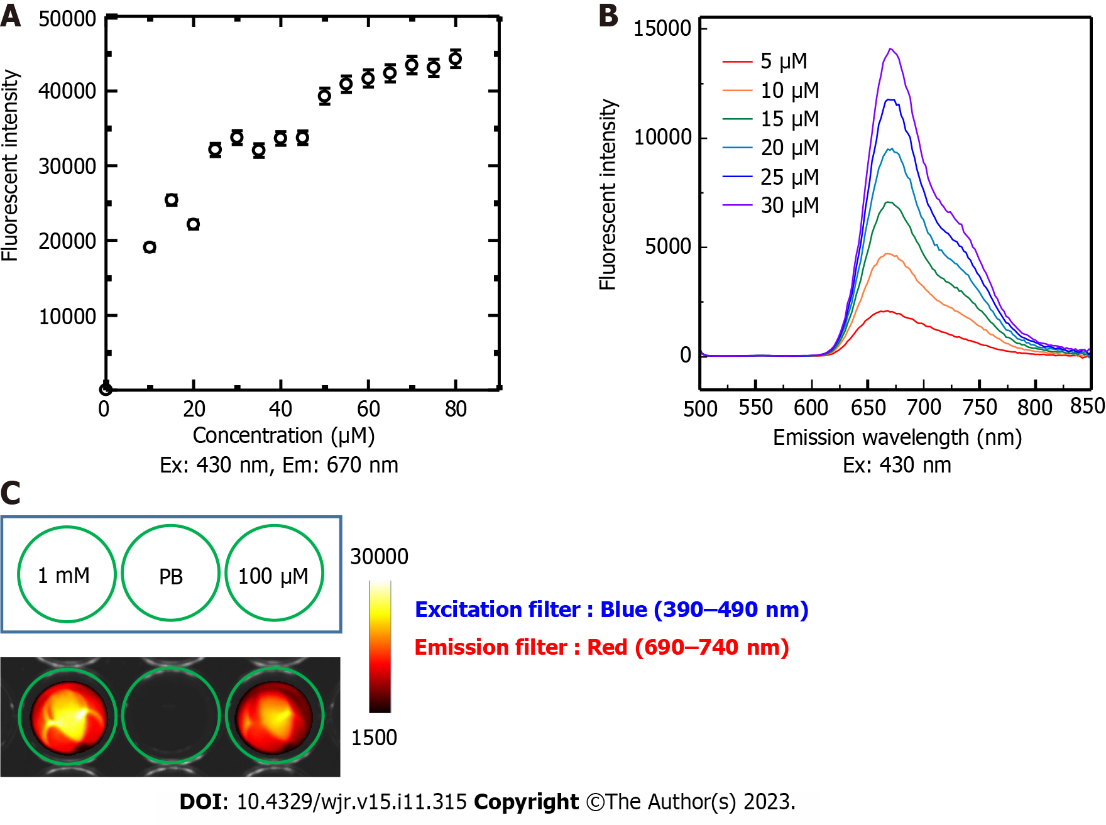 A
50000
40000
30000
20000
10000
0
20
40
60
80
Fluorescent intensity
Concentration (µM)
Ex: 430 nm, Em: 670 nm
B
15000
10000
5000
0
500
550
600
650
700
750
800
850
Fluorescent intensity
5 µM
10 µM
15 µM
20 µM
25 µM
30 µM
Emission wavelength (nm)
Ex: 430 nm
C
1 mM
PB
100 µM
30000
1500
Excitation filter : Blue (390–490 nm)
Emission filter : Red (690–740 nm)
DOI: 10.4329/wjr.v15.i11.315 Copyright ©The Author(s) 2023.